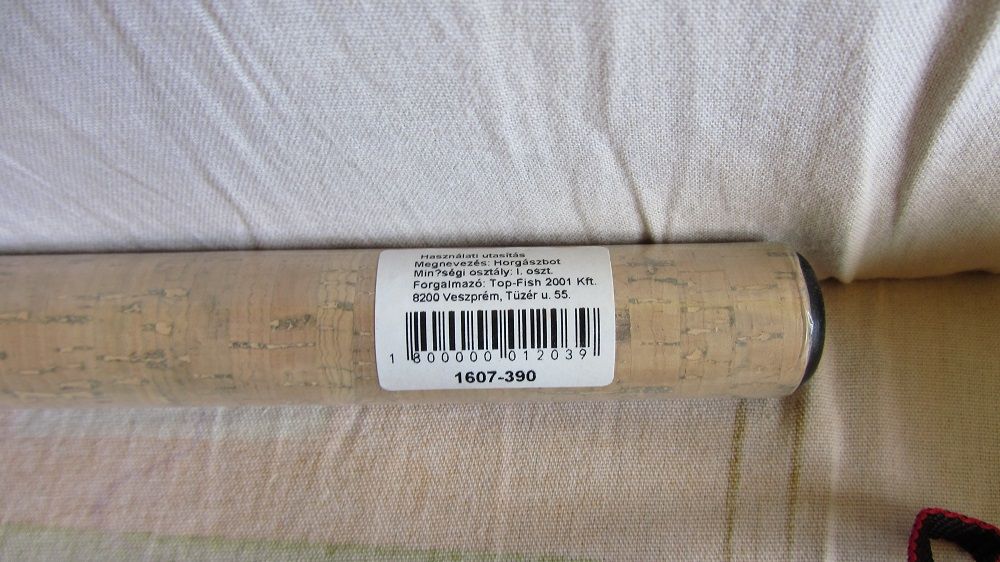 Használati utasítás
Megnevezés: Horgászbot
Min?ségi osztály: I. oszt.
Forgalmazó: Top-Fish 2001 Kft.
8200 Veszprém, Tüzér u. 55.
1 800000 012039
1607-390